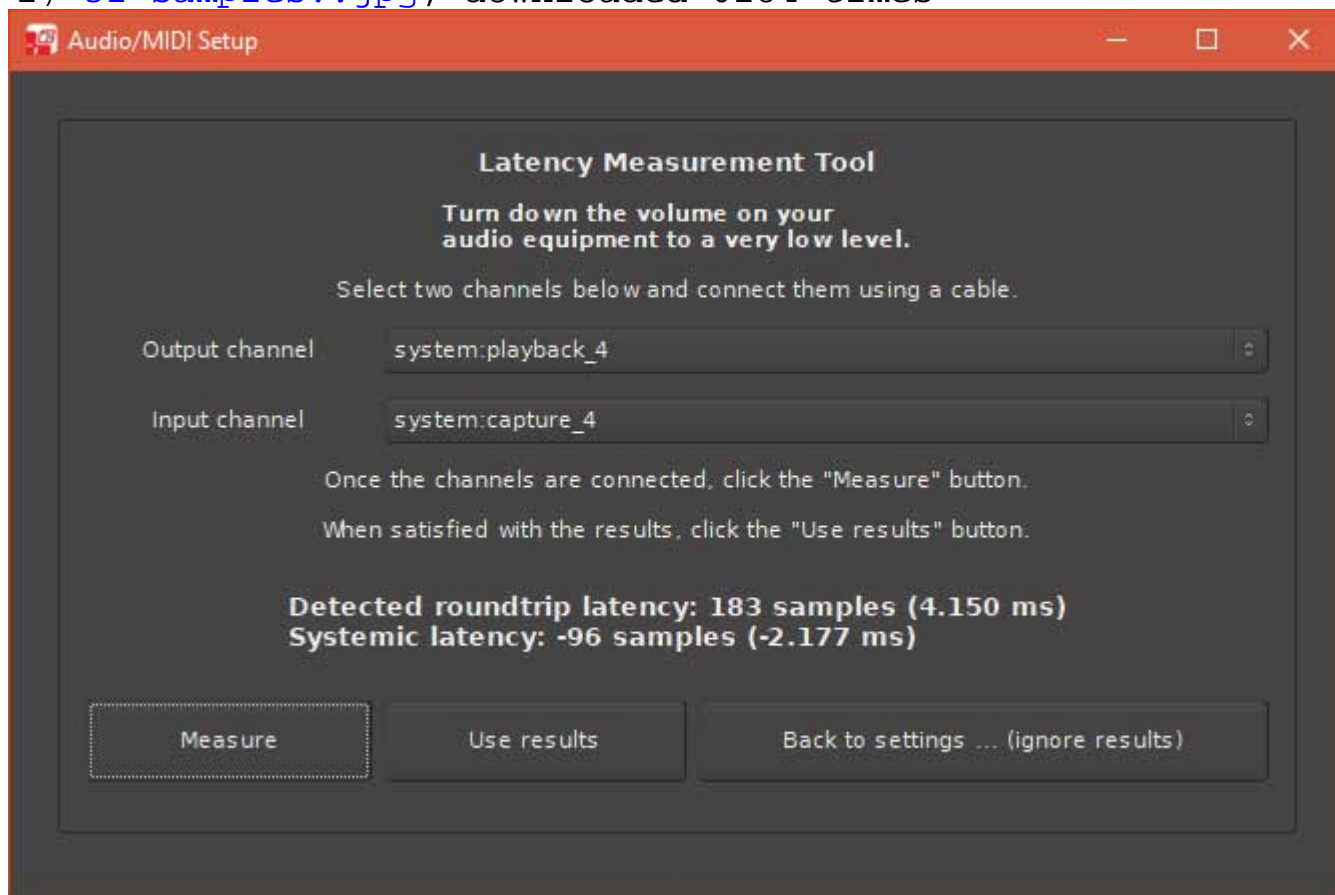 Audio/MIDI Setup
Latency Measurement Tool
Turn down the volume on your
audio equipment to a very low level.
Select two channels below and connect them using a cable.
Output channel system:playback_4
Input channel system:capture_4
Once the channels are connected, click the "Measure" button.
When satisfied with the results, click the "Use results" button.
Detected roundtrip latency: 183 samples (4.150 ms)
Systemic latency: -96 samples (-2.177 ms)
Measure Use results Back to settings ... (ignore results)